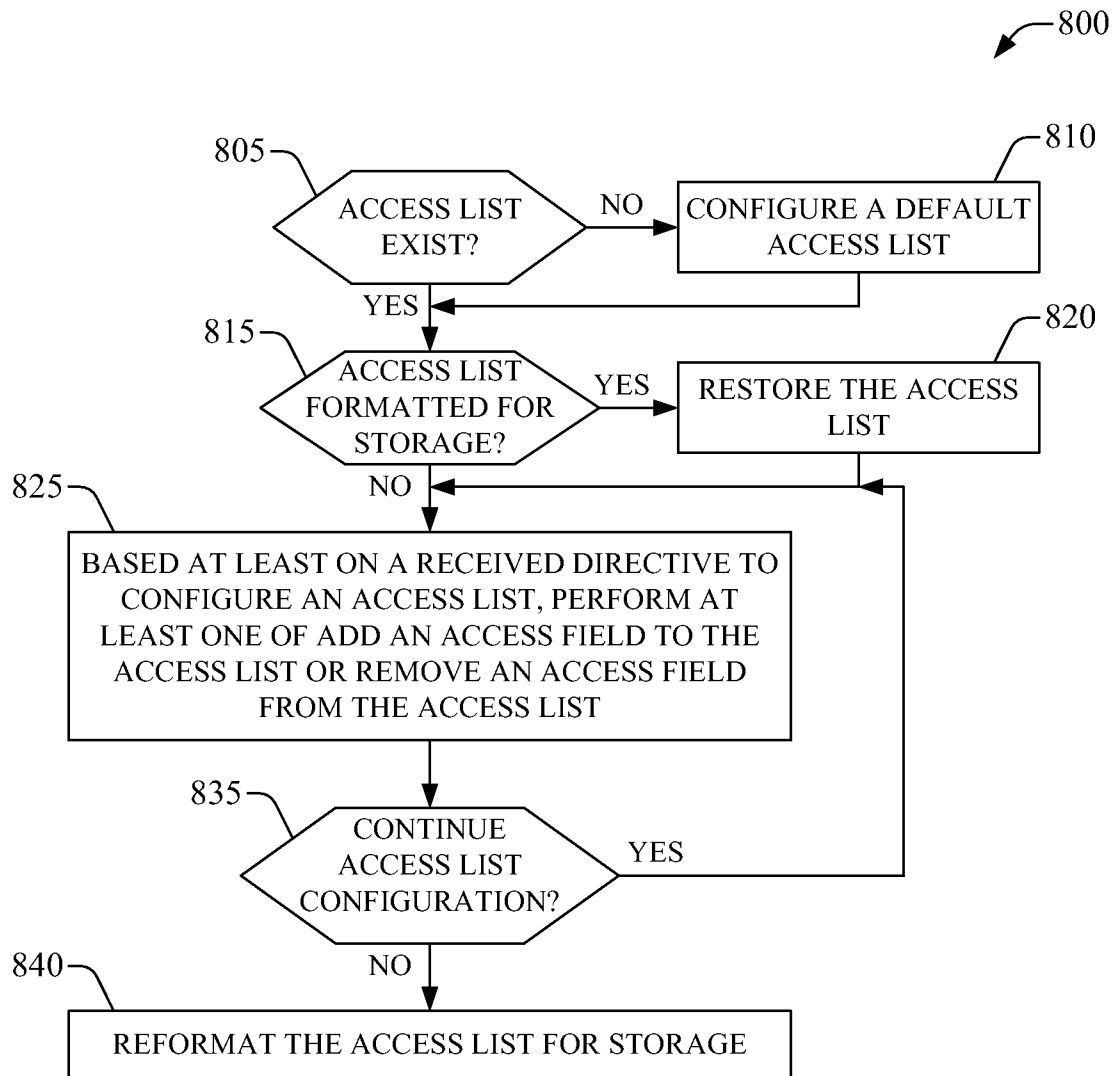 800
805
ACCESS LIST
EXIST?
NO
810
CONFIGURE A DEFAULT
ACCESS LIST
YES
815
ACCESS LIST
FORMATTED FOR
STORAGE?
YES
820
RESTORE THE ACCESS
LIST
NO
825
BASED AT LEAST ON A RECEIVED DIRECTIVE TO
CONFIGURE AN ACCESS LIST, PERFORM AT
LEAST ONE OF ADD AN ACCESS FIELD TO THE
ACCESS LIST OR REMOVE AN ACCESS FIELD
FROM THE ACCESS LIST
835
CONTINUE
ACCESS LIST
CONFIGURATION?
YES
NO
840
REFORMAT THE ACCESS LIST FOR STORAGE